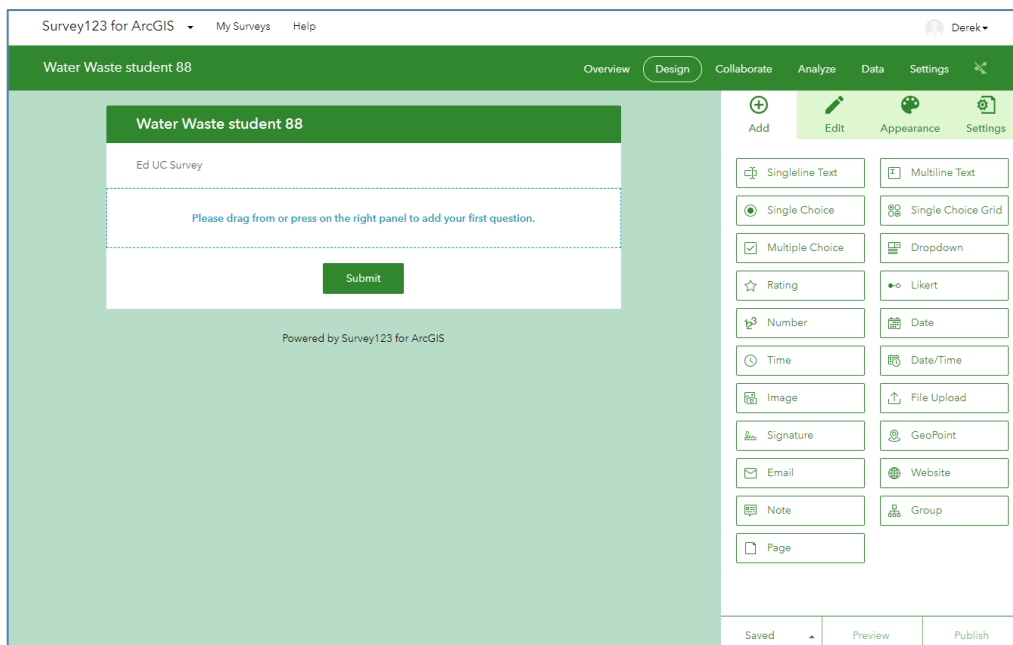 Survey123 for ArcGIS My Surveys Help Derek
Water Waste student 88 Overview Design Collaborate Analyze Data Settings
Add Edit Appearance Settings
Water Waste student 88
Ed UC Survey
Please drag from or press on the right panel to add your first question.
Submit
Powered by Survey123 for ArcGIS
Singleline Text Multiline Text
Single Choice Single Choice Grid
Multiple Choice Dropdown
Rating Likert
Number Date
Time Date/Time
Image File Upload
Signature GeoPoint
Email Website
Note Group
Page
Saved Preview Publish